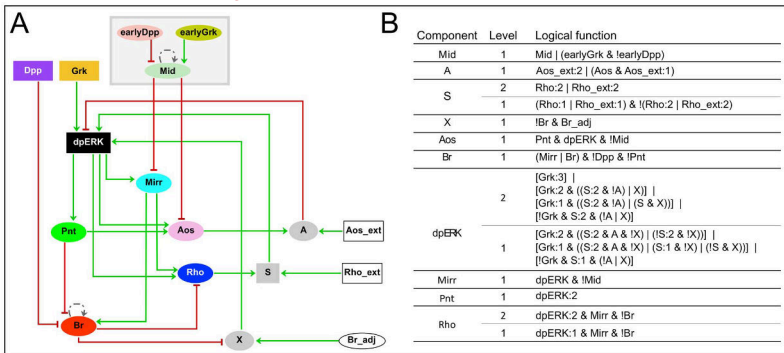 A
B
earlyDpp
earlyGrk
Mid
Dpp
Grk
dpERK
Mirr
Pnt
Aos
A
Aos_ext
Rho
S
Rho_ext
Br
X
Br_adj
Component Level Logical function
Mid 1 Mid | (earlyGrk & !earlyDpp)
A 1 Aos_ext:2 | (Aos & Aos_ext:1)
S 2 Rho:2 | Rho_ext:2
1 (Rho:1 | Rho_ext:1) & !(Rho:2 | Rho_ext:2)
X 1 !Br & Br_adj
Aos 1 Pnt & dpERK & !Mid
Br 1 (Mirr | Br) & !Dpp & !Pnt
dpERK
2
[Grk:3] |
[Grk:2 & ((S:2 & !A) | X)] |
[Grk:1 & ((S:2 & !A) | (S & X))] |
[!Grk & S:2 & (!A | X)]
1
[Grk:2 & ((S:2 & A & !X) | (!S:2 & !X))] |
[Grk:1 & ((S:2 & A & !X) | (S:1 & !X) | (!S & X))] |
[!Grk & S:1 & (!A | X)]
Mirr 1 dpERK & !Mid
Pnt 1 dpERK:2
Rho 2 dpERK:2 & Mirr & !Br
1 dpERK:1 & Mirr & !Br